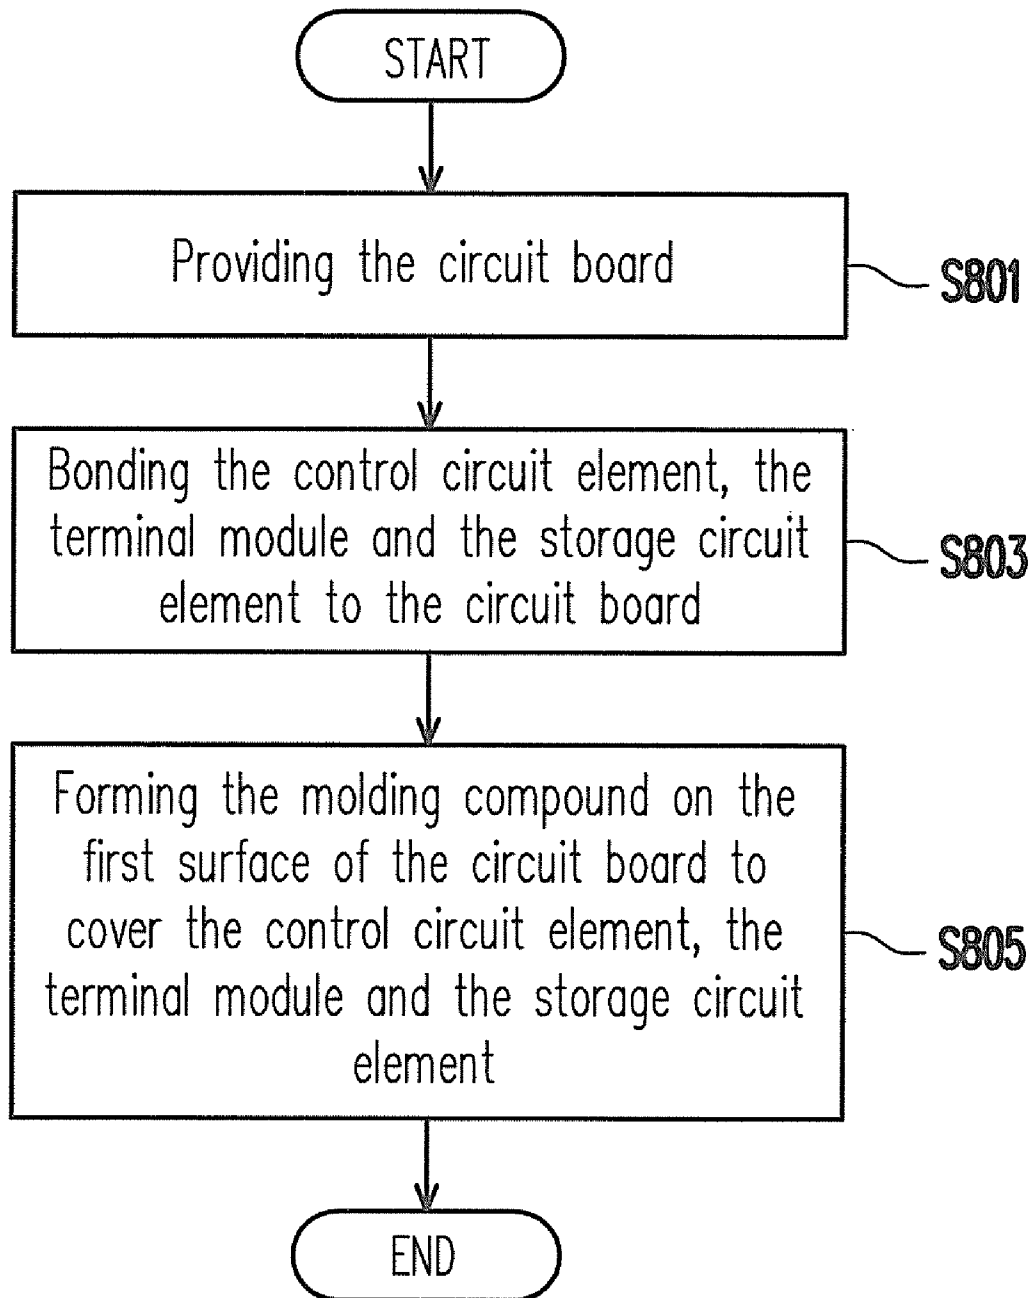 START
Providing the circuit board
S801
Bonding the control circuit element, the
terminal module and the storage circuit
element to the circuit board
S803
Forming the molding compound on the
first surface of the circuit board to
cover the control circuit element, the
terminal module and the storage circuit
element
S805
END